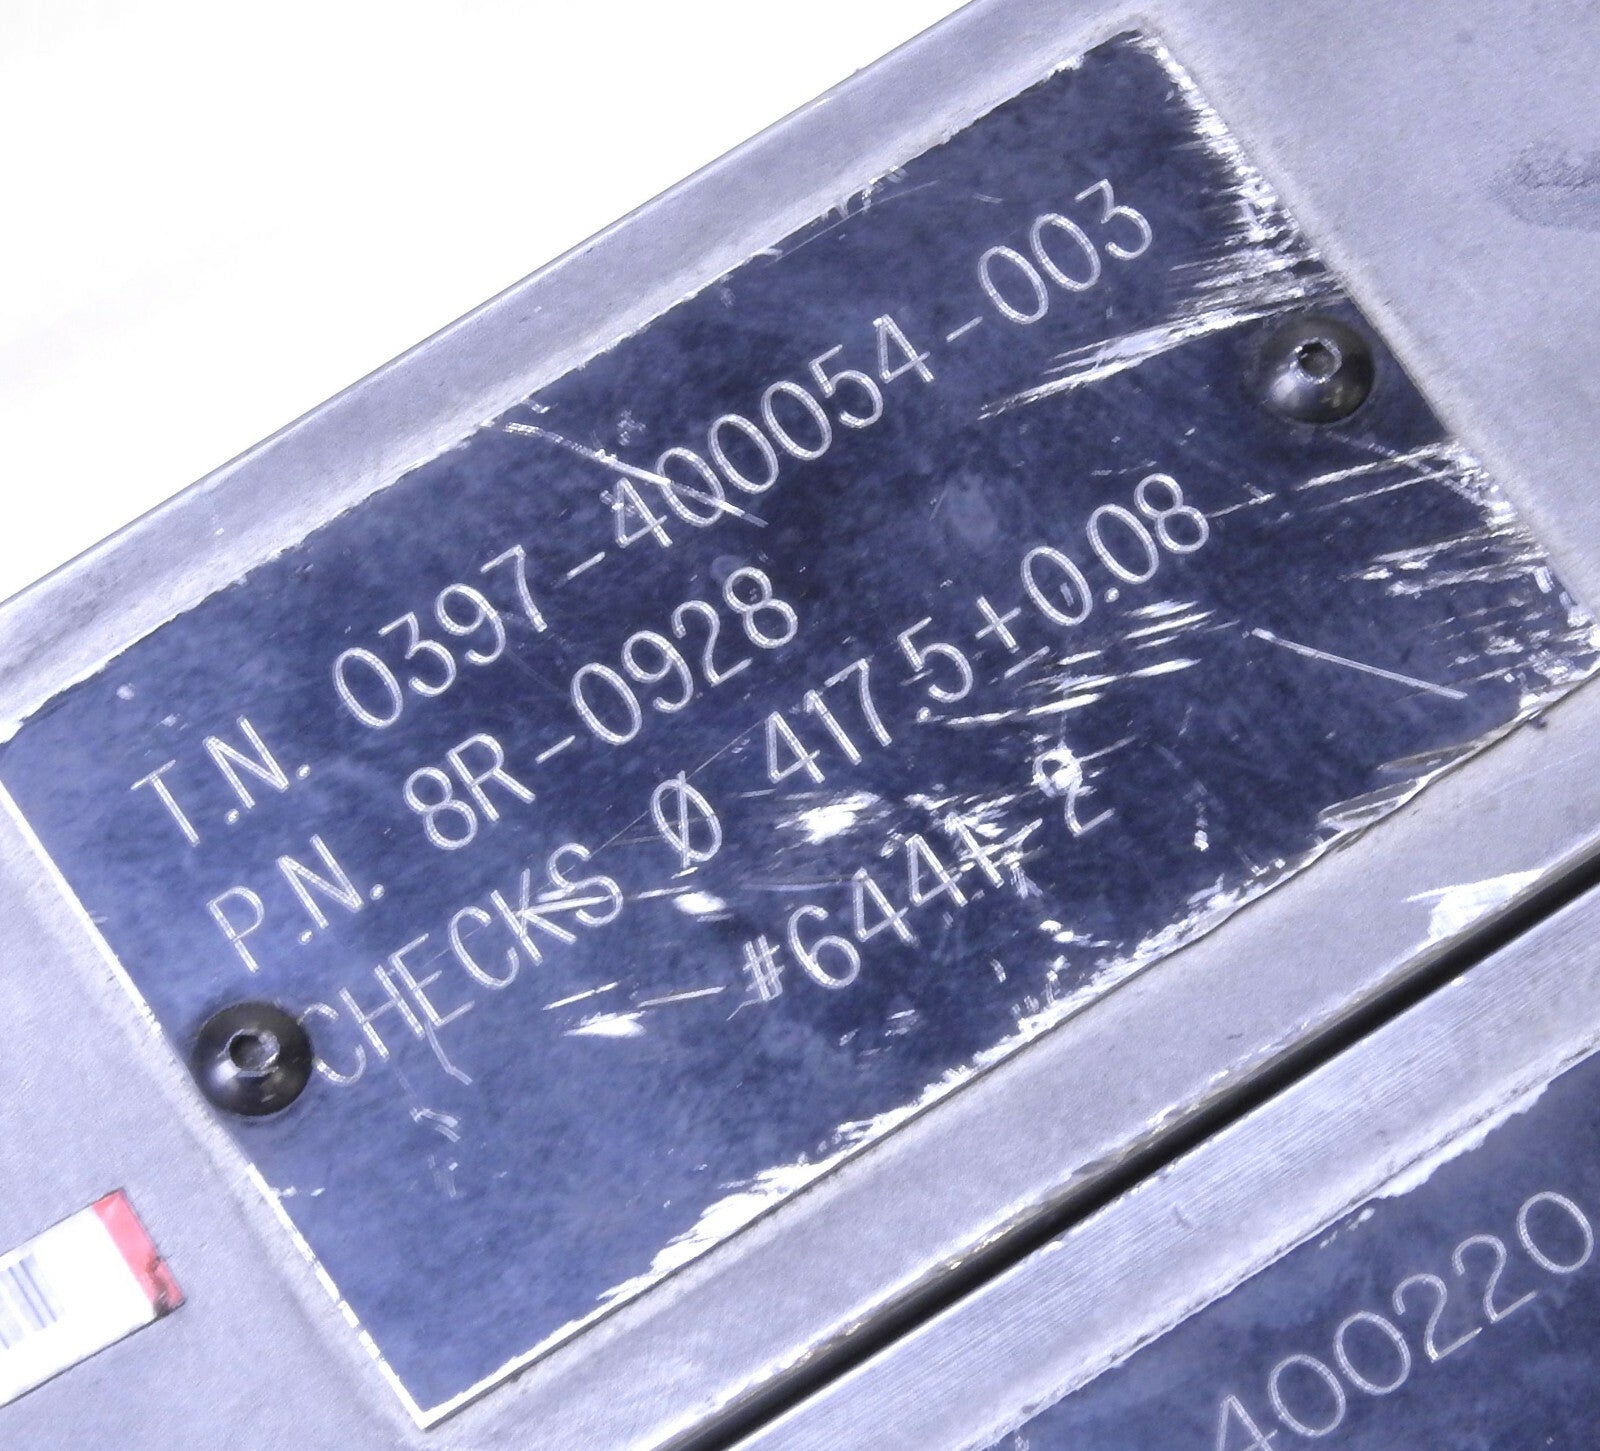 T.N. 0397-400054-003
P.N. 8R-0928
CHECKS Ø 417.5+0.08
#6441-2
400220